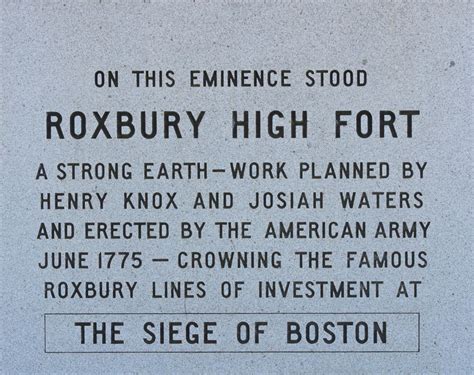 ON THIS EMINENCE STOOD
ROXBURY HIGH FORT
A STRONG EARTH–WORK PLANNED BY
HENRY KNOX AND JOSIAH WATERS
AND ERECTED BY THE AMERICAN ARMY
JUNE 1775 – CROWNING THE FAMOUS
ROXBURY LINES OF INVESTMENT AT
THE SIEGE OF BOSTON